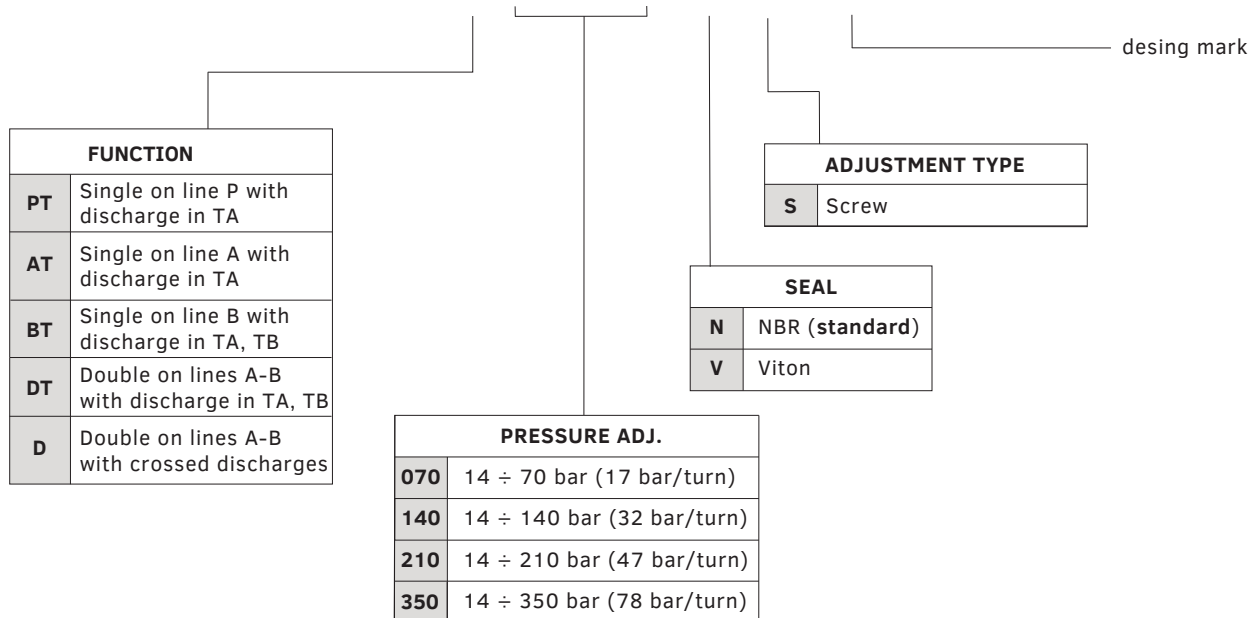 desing mark
FUNCTION
PT Single on line P with
discharge in TA
AT Single on line A with
discharge in TA
BT Single on line B with
discharge in TA, TB
DT Double on lines A-B
with discharge in TA, TB
D Double on lines A-B
with crossed discharges
ADJUSTMENT TYPE
S Screw
SEAL
N NBR (standard)
V Viton
PRESSURE ADJ.
070 14 ÷ 70 bar (17 bar/turn)
140 14 ÷ 140 bar (32 bar/turn)
210 14 ÷ 210 bar (47 bar/turn)
350 14 ÷ 350 bar (78 bar/turn)